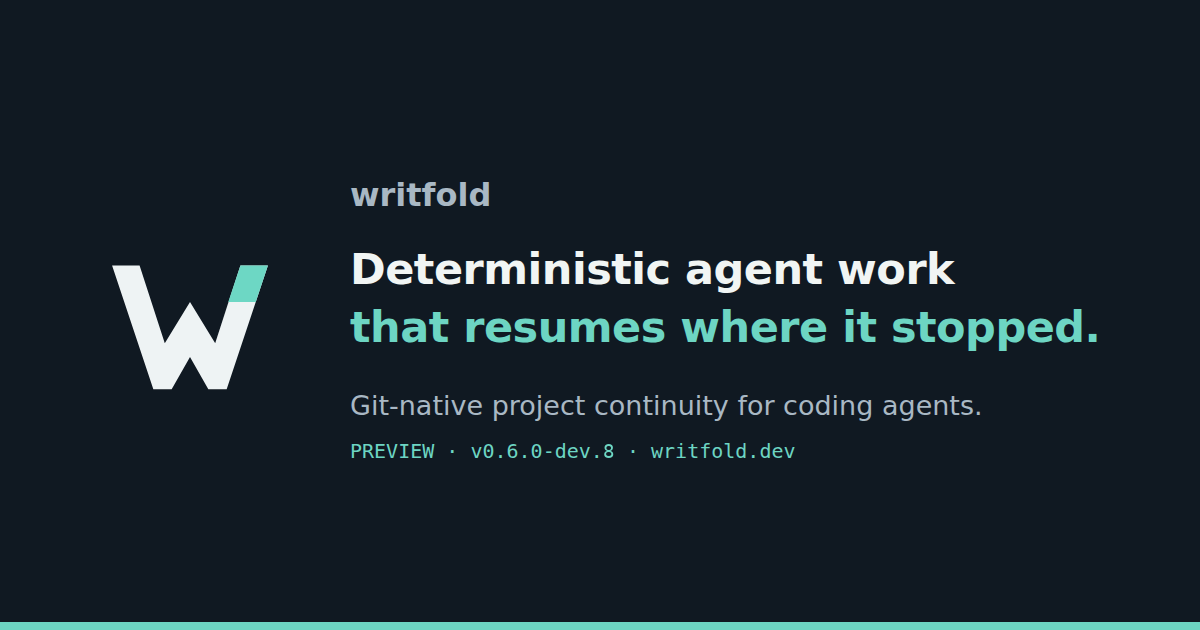 writfold
Deterministic agent work
that resumes where it stopped.
Git-native project continuity for coding agents.
PREVIEW · v0.6.0-dev.8 · writfold.dev